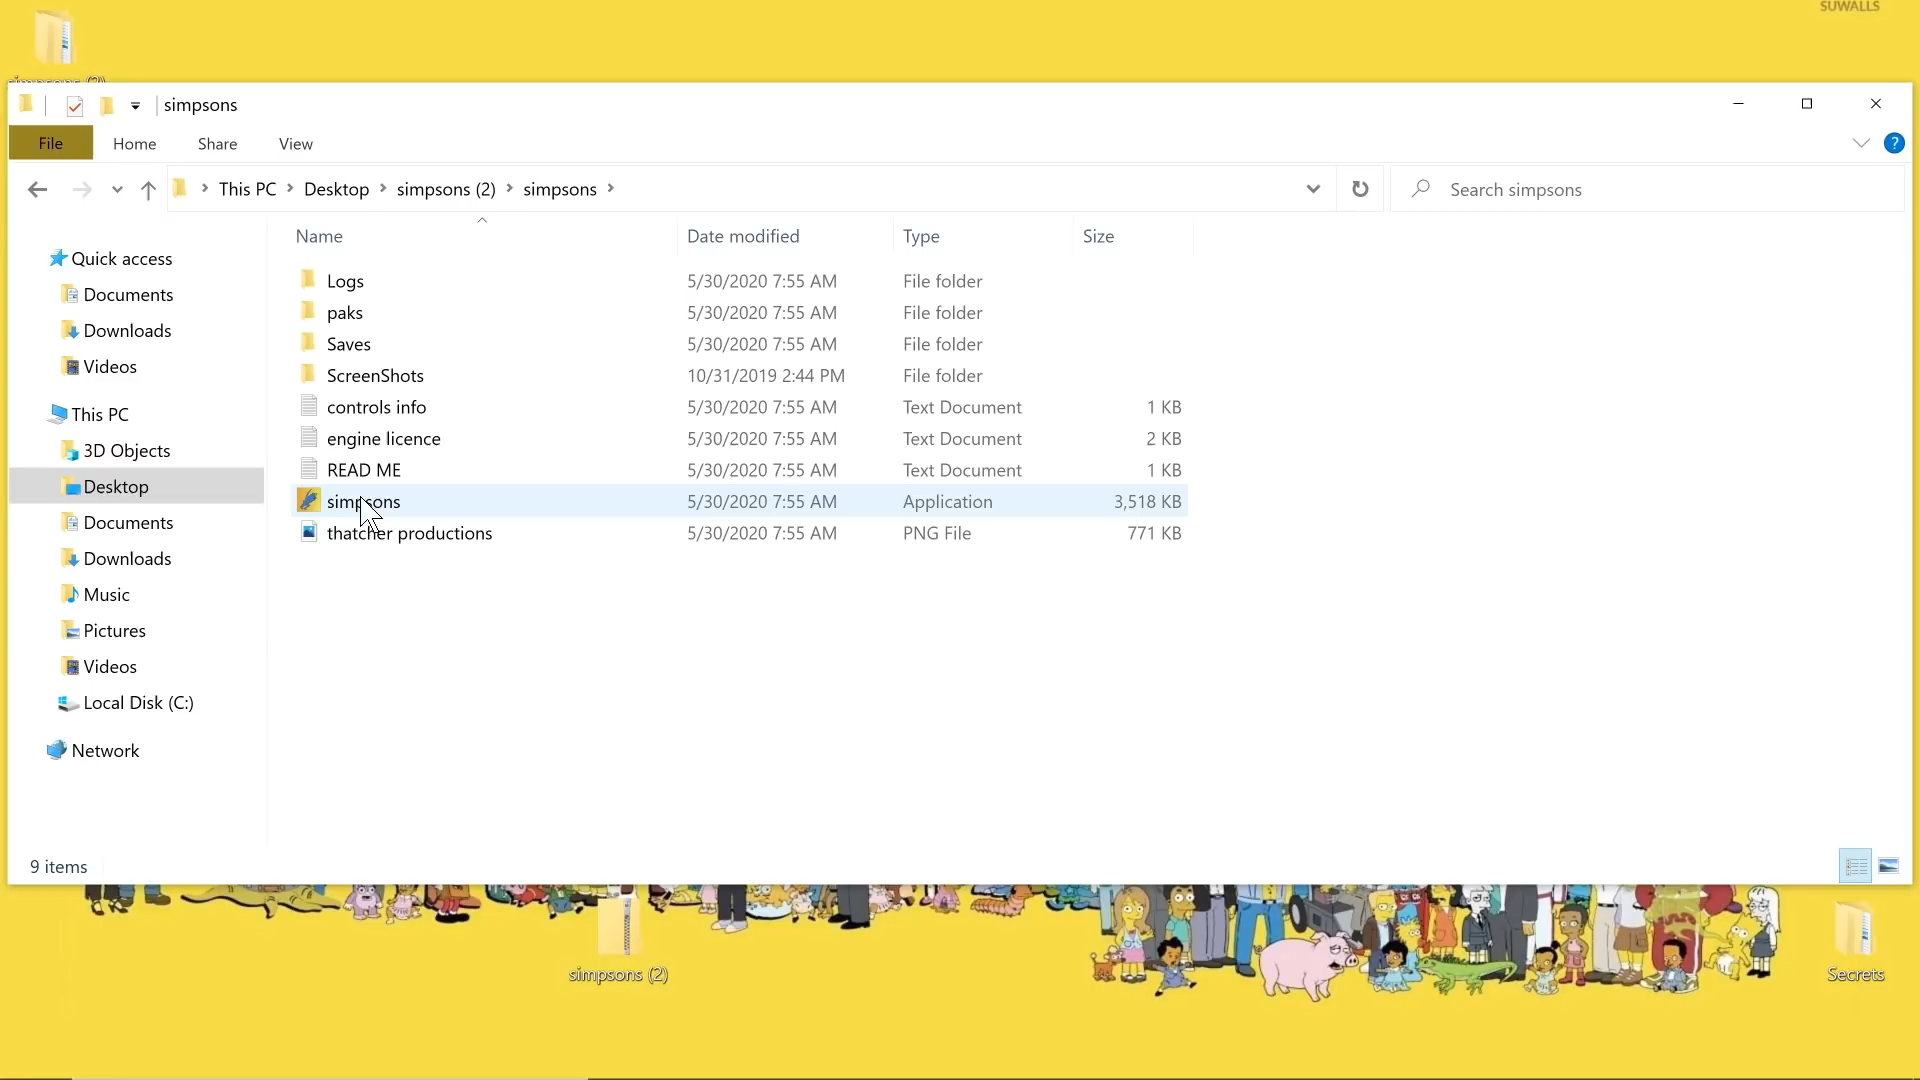 SUWALLS
simpsons (2)
simpsons
File Home Share View
This PC Desktop simpsons (2) simpsons
Search simpsons
Name Date modified Type Size
Quick access
Documents
Downloads
Videos
This PC
3D Objects
Desktop
Documents
Downloads
Music
Pictures
Videos
Local Disk (C:)
Network
Logs 5/30/2020 7:55 AM File folder
paks 5/30/2020 7:55 AM File folder
Saves 5/30/2020 7:55 AM File folder
ScreenShots 10/31/2019 2:44 PM File folder
controls info 5/30/2020 7:55 AM Text Document 1 KB
engine licence 5/30/2020 7:55 AM Text Document 2 KB
READ ME 5/30/2020 7:55 AM Text Document 1 KB
simpsons 5/30/2020 7:55 AM Application 3,518 KB
thatcher productions 5/30/2020 7:55 AM PNG File 771 KB
9 items
simpsons (2)
Secrets